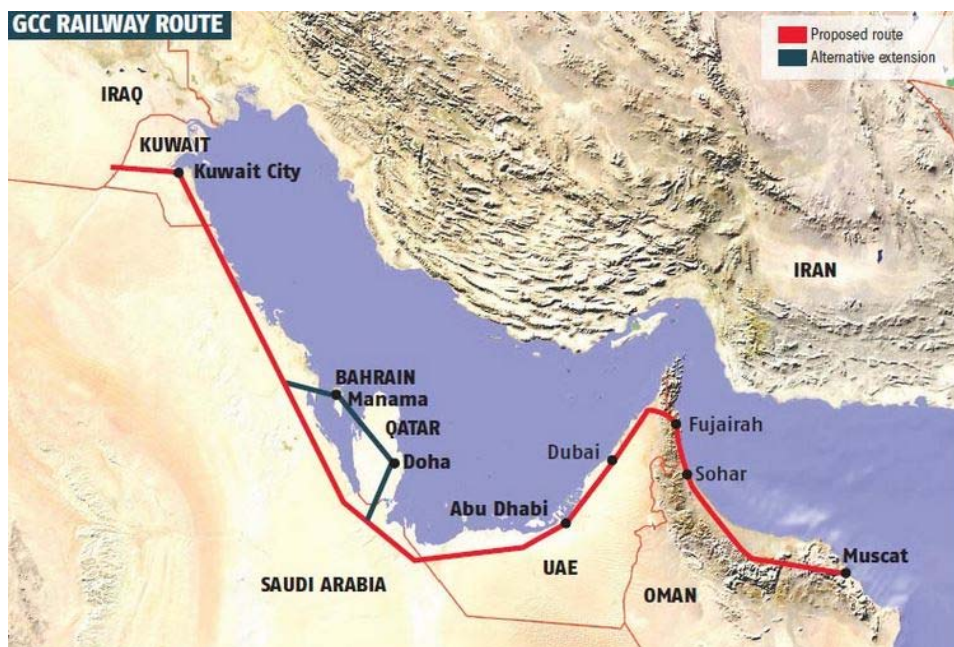 GCC RAILWAY ROUTE
Proposed route
Alternative extension
IRAQ
KUWAIT
Kuwait City
IRAN
BAHRAIN
Manama
QATAR
Doha
Fujairah
Dubai
Sohar
Abu Dhabi
Muscat
UAE
SAUDI ARABIA
OMAN